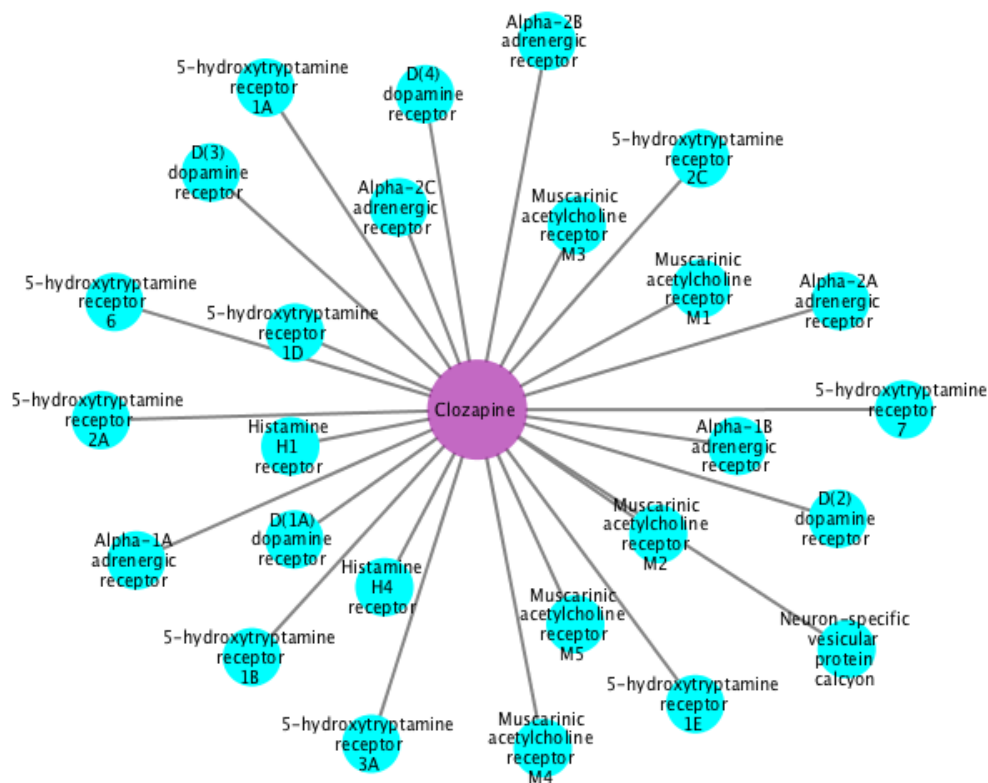 Alpha-2B
adrenergic
receptor
5-hydroxytryptamine
receptor
1A
D(4)
dopamine
receptor
5-hydroxytryptamine
receptor
2C
D(3)
dopamine
receptor
Alpha-2C
adrenergic
receptor
Muscarinic
acetylcholine
receptor
M3
Muscarinic
acetylcholine
receptor
M1
Alpha-2A
adrenergic
receptor
5-hydroxytryptamine
receptor
6
5-hydroxytryptamine
receptor
1D
Clozapine
5-hydroxytryptamine
receptor
7
5-hydroxytryptamine
receptor
2A
Histamine
H1
receptor
Alpha-1B
adrenergic
receptor
D(2)
dopamine
receptor
Muscarinic
acetylcholine
receptor
M2
D(1A)
dopamine
receptor
Alpha-1A
adrenergic
receptor
Histamine
H4
receptor
Muscarinic
acetylcholine
receptor
M5
Neuron-specific
vesicular
protein
calcyon
5-hydroxytryptamine
receptor
1B
5-hydroxytryptamine
receptor
1E
5-hydroxytryptamine
receptor
3A
Muscarinic
acetylcholine
receptor
M4